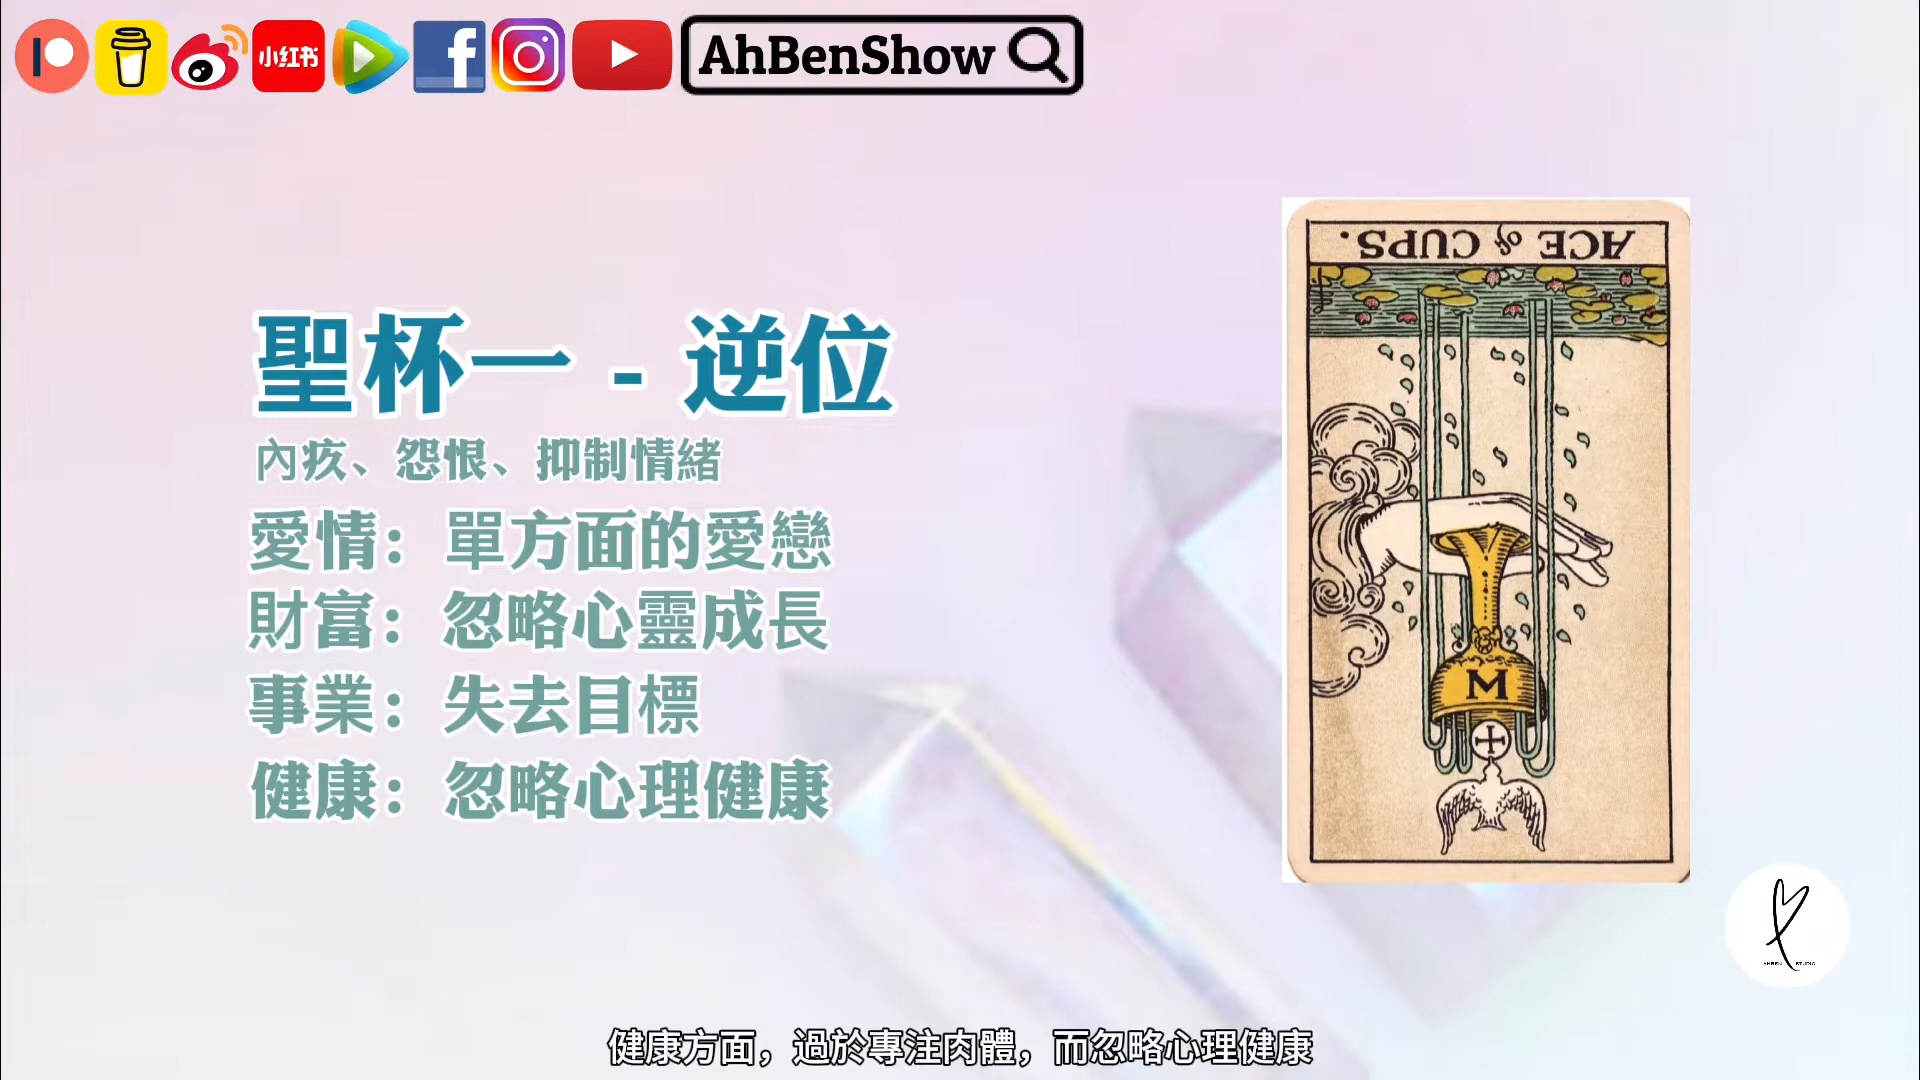 小红书
AhBenShow
聖杯一 - 逆位
內疚、怨恨、抑制情緒
愛情：單方面的愛戀
財富：忽略心靈成長
事業：失去目標
健康：忽略心理健康
ACE of CUPS.
M
AHBEN STUDIO
健康方面，過於專注肉體，而忽略心理健康